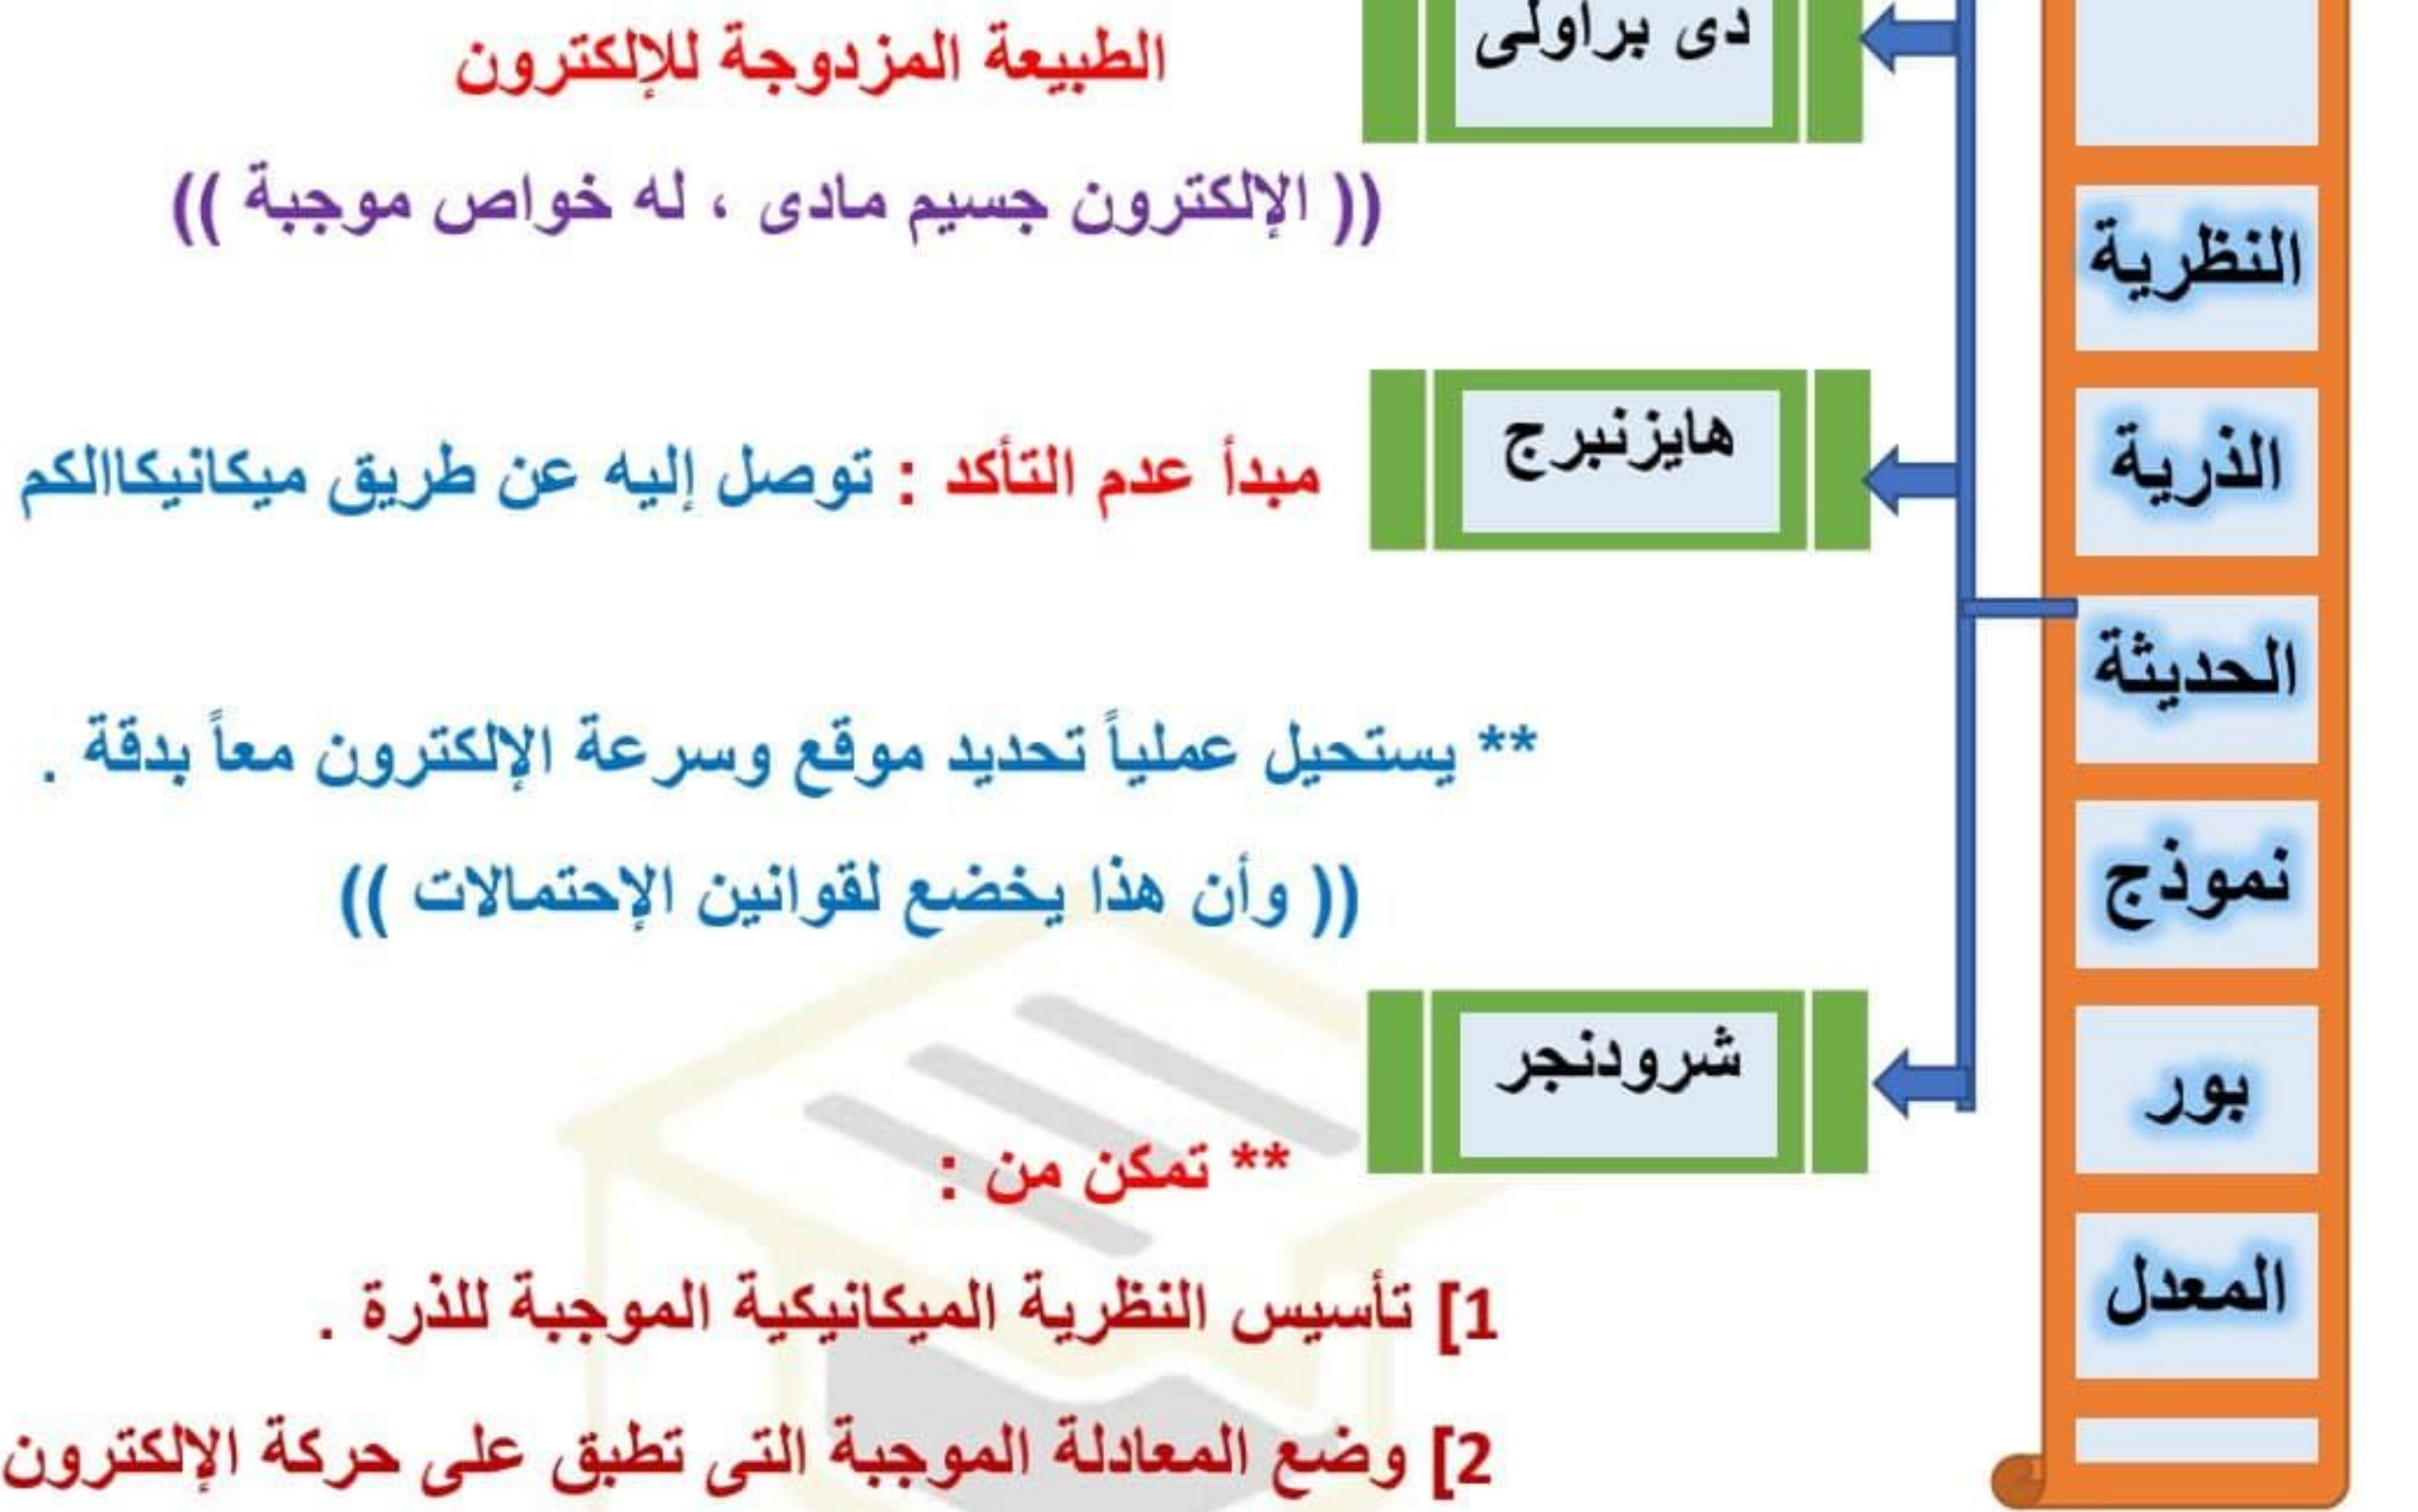 دى براولى
الطبيعة المزدوجة للإلكترون
(( الإلكترون جسيم مادى ، له خواص موجبة ))
النظرية
الذرية
الحديثة
نموذج
بور
المعدل
هايزنبرج
مبدأ عدم التأكد : توصل إليه عن طريق ميكانيكاالكم
** يستحيل عملياً تحديد موقع وسرعة الإلكترون معاً بدقة .
(( وأن هذا يخضع لقوانين الإحتمالات ))
شرودنجر
** تمكن من :
1] تأسيس النظرية الميكانيكية الموجبة للذرة .
2] وضع المعادلة الموجبة التى تطبق على حركة الإلكترون